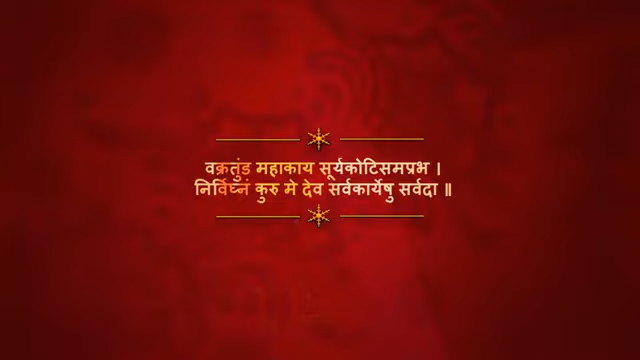 वक्रतुंड महाकाय सूर्यकोटिसमप्रभ ।
निर्विघ्नं कुरु मे देव सर्वकार्येषु सर्वदा ॥